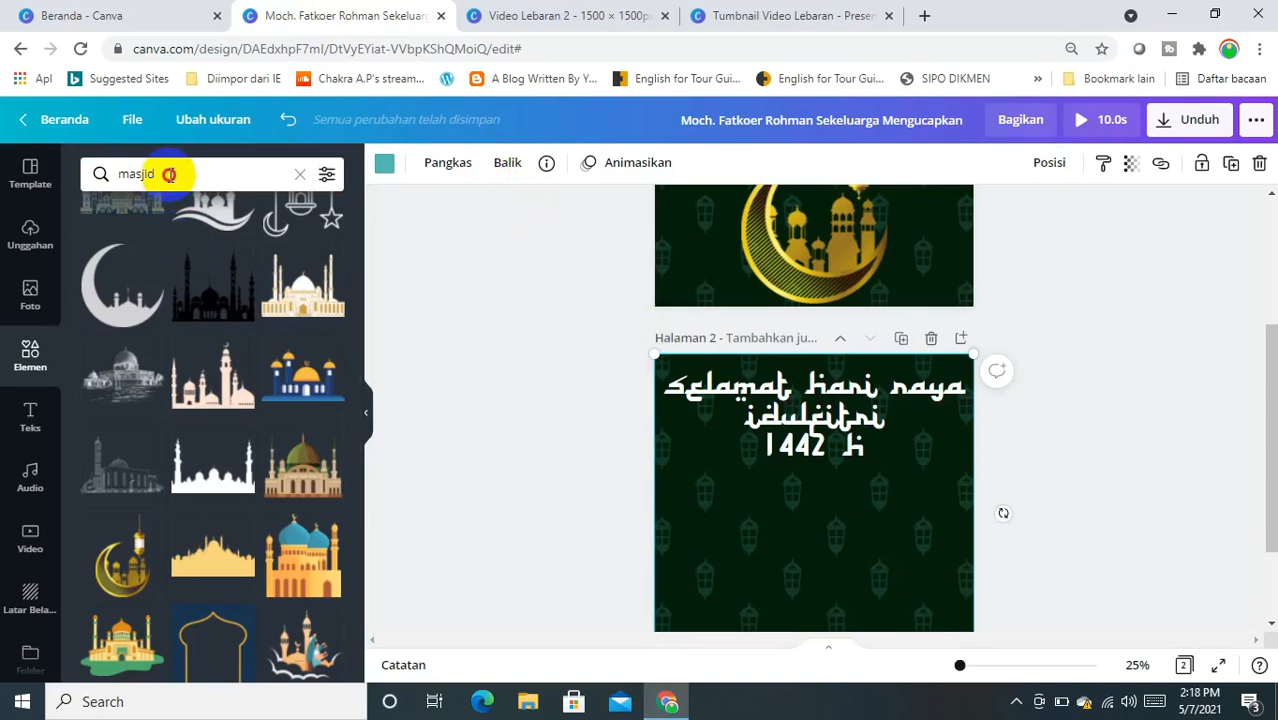 Beranda - Canva
Moch. Fatkoer Rohman Sekeluarg
Video Lebaran 2 - 1500 × 1500p
Tumbnail Video Lebaran - Presen
canva.com/design/DAEdxhpF7mI/DtVyEYiat-VVbpKShQMoiQ/edit#
Apl
Suggested Sites
Diimpor dari IE
Chakra A.P's stream...
A Blog Written By Y...
English for Tour Gui...
English for Tour Gui...
SIPO DIKMEN
»
Bookmark lain
Daftar bacaan
Beranda
File
Ubah ukuran
Semua perubahan telah disimpan
Moch. Fatkoer Rohman Sekeluarga Mengucapkan
Bagikan
10.0s
Unduh
Template
Unggahan
Foto
Elemen
Teks
Audio
Video
Latar Bela...
Folder
masjid
Pangkas
Balik
Animasikan
Posisi
Halaman 2 - Tambahkan ju...
Selamat hari raya
idulfitri
1442 h
Catatan
25%
2
Search
2:18 PM
5/7/2021
3